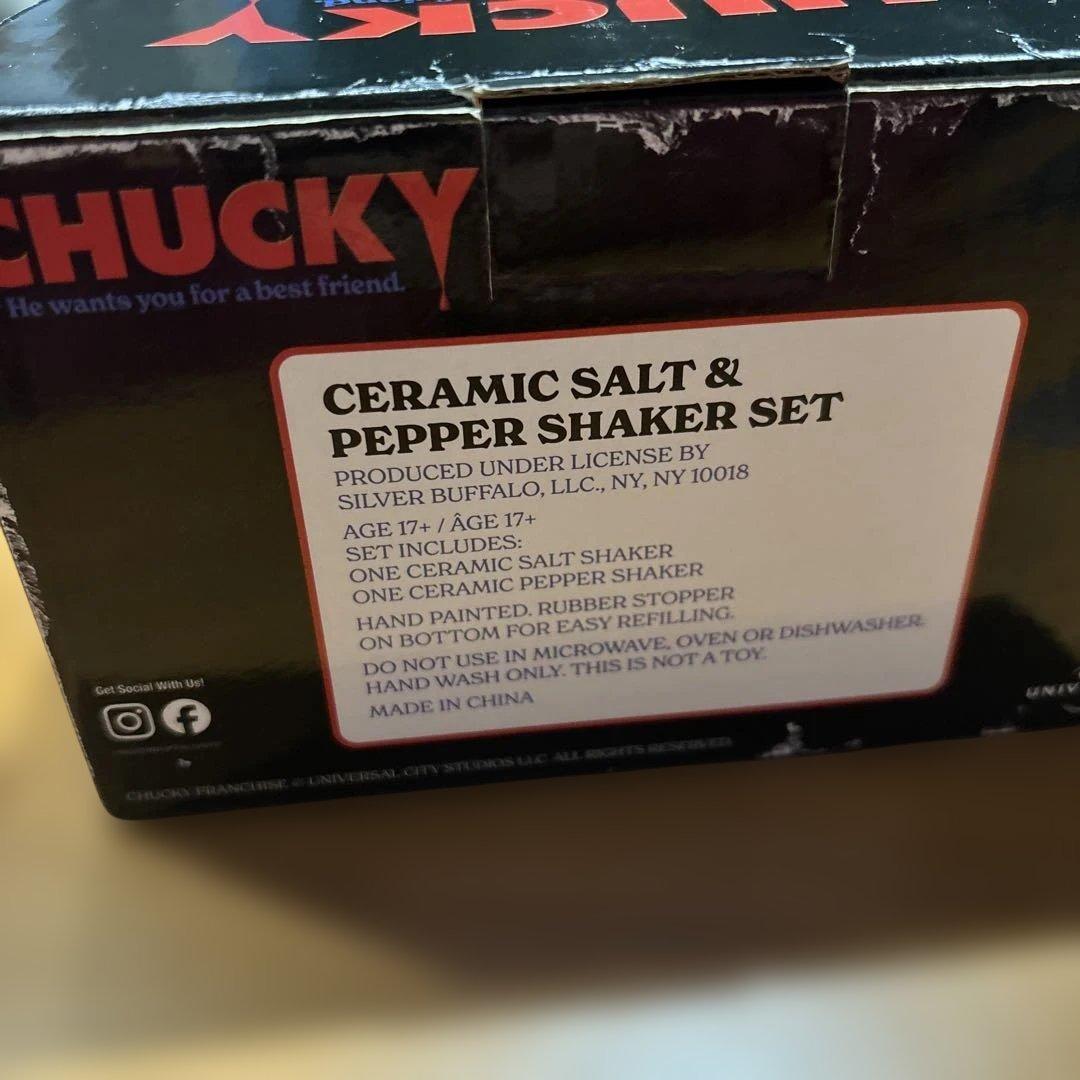 CHUCKY
CHUCKY
He wants you for a best friend.
CERAMIC SALT &
PEPPER SHAKER SET
PRODUCED UNDER LICENSE BY
SILVER BUFFALO, LLC., NY, NY 10018
AGE 17+ / ÂGE 17+
SET INCLUDES:
ONE CERAMIC SALT SHAKER
ONE CERAMIC PEPPER SHAKER
HAND PAINTED. RUBBER STOPPER
ON BOTTOM FOR EASY REFILLING.
DO NOT USE IN MICROWAVE, OVEN OR DISHWASHER.
HAND WASH ONLY. THIS IS NOT A TOY.
MADE IN CHINA
Get Social With Us!
CHUCKY FRANCHISE © UNIVERSAL CITY STUDIOS LLC ALL RIGHTS RESERVED.